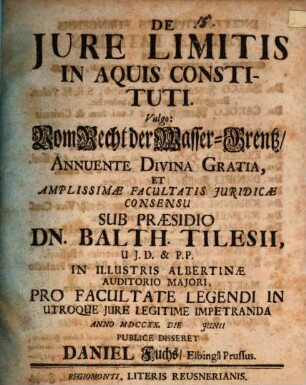 DE
JURE LIMITIS
IN AQUIS CONSTI-
TUTI.
Vulgo:
Vom Recht der Wasser-Grentz/
ANNUENTE DIVINA GRATIA,
ET
AMPLISSIMÆ FACULTATIS JURIDICÆ
CONSENSU
SUB PRÆSIDIO
DN. BALTH. TILESII,
U J. D. & P. P.
IN ILLUSTRIS ALBERTINÆ
AUDITORIO MAJORI,
PRO FACULTATE LEGENDI IN
UTROQUE JURE LEGITIME IMPETRANDA
ANNO MDCCXX. DIE JUNII
PUBLICE DISSERET
DANIEL Fuchs/ Elbingâ Prussus.
REGIOMONTI, LITERIS REUSNERIANIS.